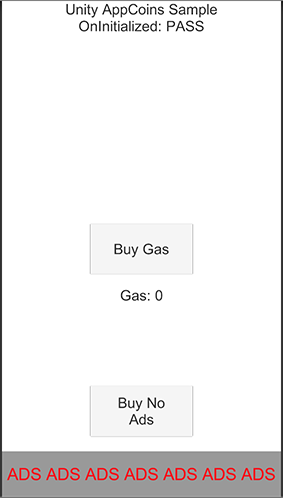 Unity AppCoins Sample
OnInitialized: PASS
Buy Gas
Gas: 0
Buy No
Ads
ADS ADS ADS ADS ADS ADS ADS